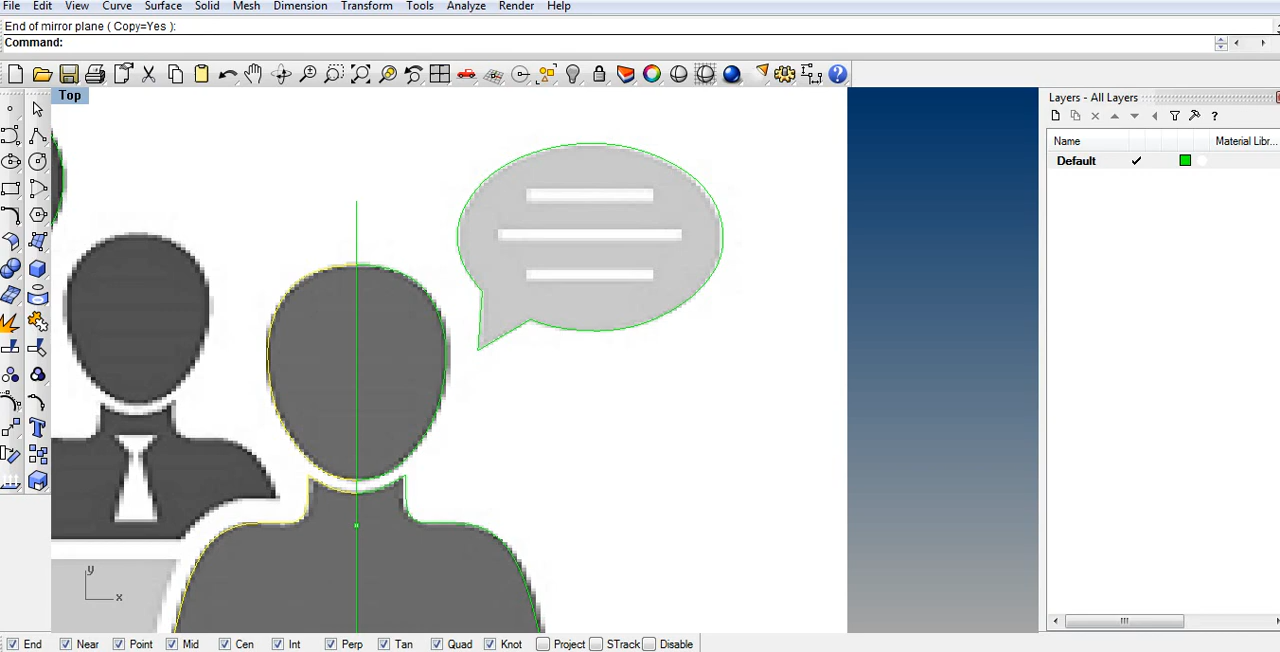 File Edit View Curve Surface Solid Mesh Dimension Transform Tools Analyze Render Help
End of mirror plane ( Copy=Yes ):
Command:
Top
Layers - All Layers
Name Material Libr...
Default
y
x
End Near Point Mid Cen Int Perp Tan Quad Knot Project STrack Disable